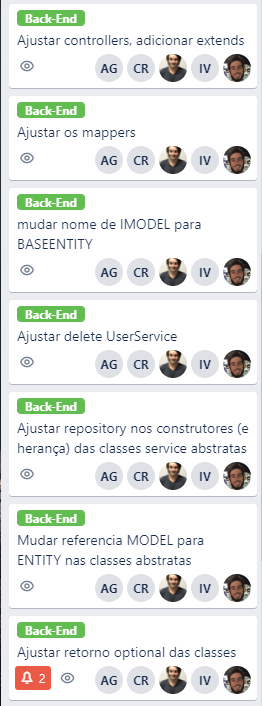 Back-End
Ajustar controllers, adicionar extends
AG CR IV
Back-End
Ajustar os mappers
AG CR IV
Back-End
mudar nome de IMODEL para
BASEENTITY
AG CR IV
Back-End
Ajustar delete UserService
AG CR IV
Back-End
Ajustar repository nos construtores (e
herança) das classes service abstratas
AG CR IV
Back-End
Mudar referencia MODEL para
ENTITY nas classes abstratas
AG CR IV
Back-End
Ajustar retorno optional das classes
2 AG CR IV